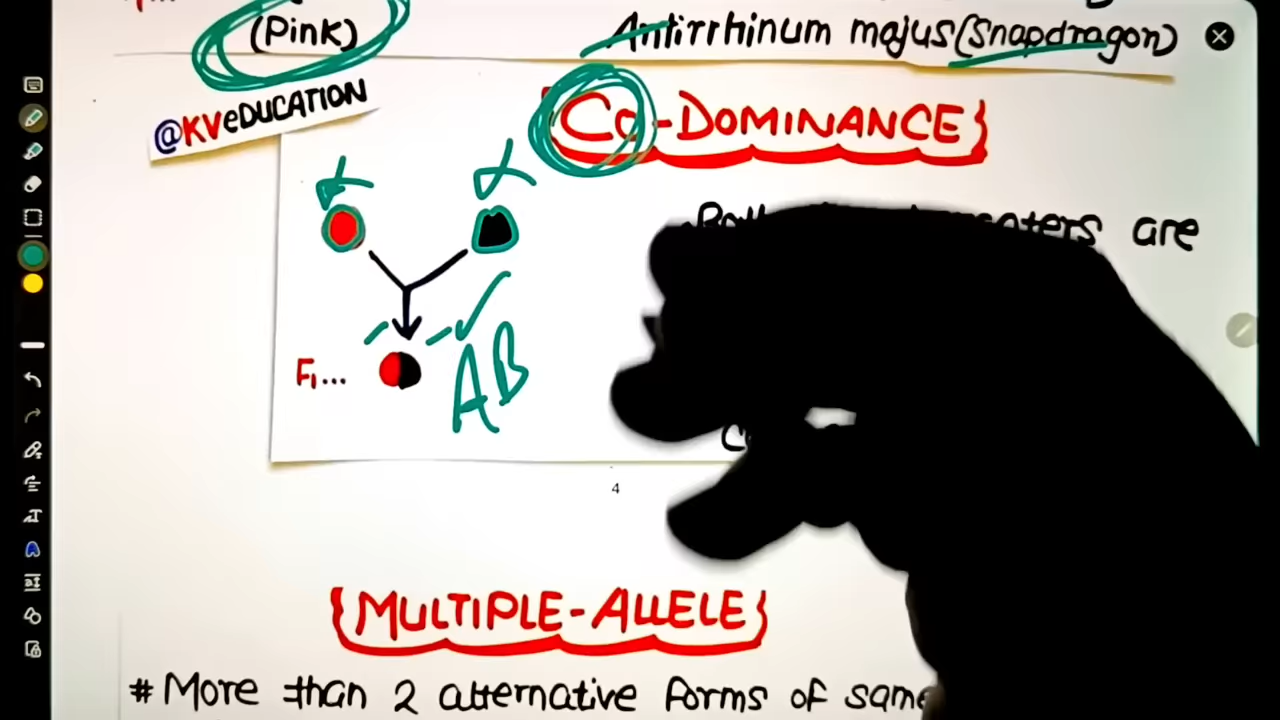 (Pink)
Antirrhinum majus (Snapdragon)
@KVeDUCATION
Co-DOMINANCE
are
F₁...
AB
4
MULTIPLE-ALLELE
# More than 2 alternative forms of same